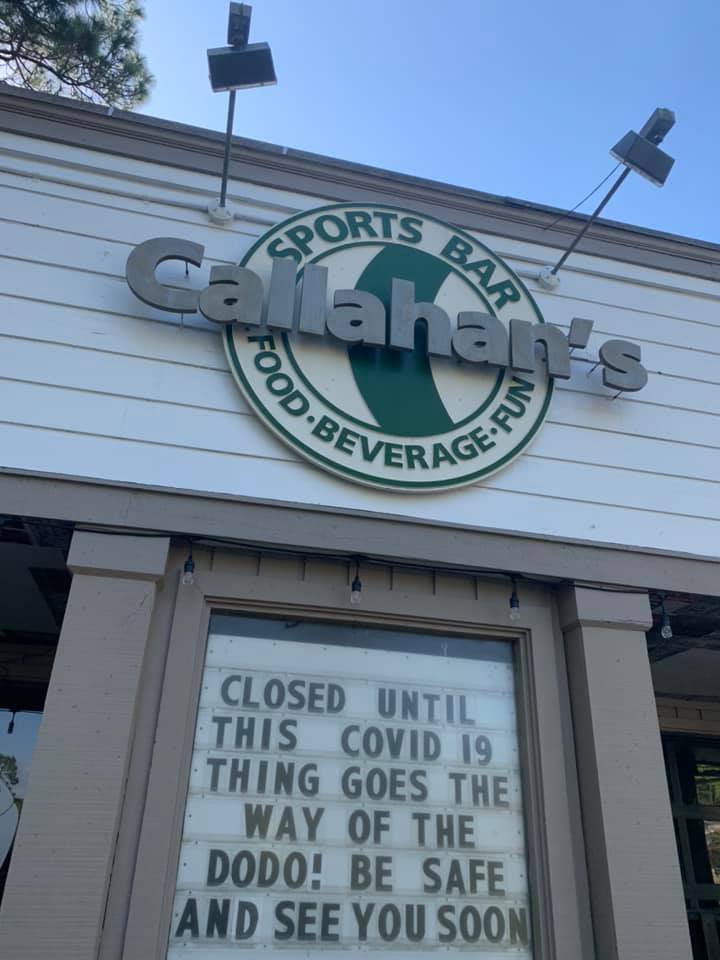 SPORTS BAR
Callahan's
FOOD · BEVERAGE · FUN
CLOSED UNTIL
THIS COVID 19
THING GOES THE
WAY OF THE
DODO! BE SAFE
AND SEE YOU SOON